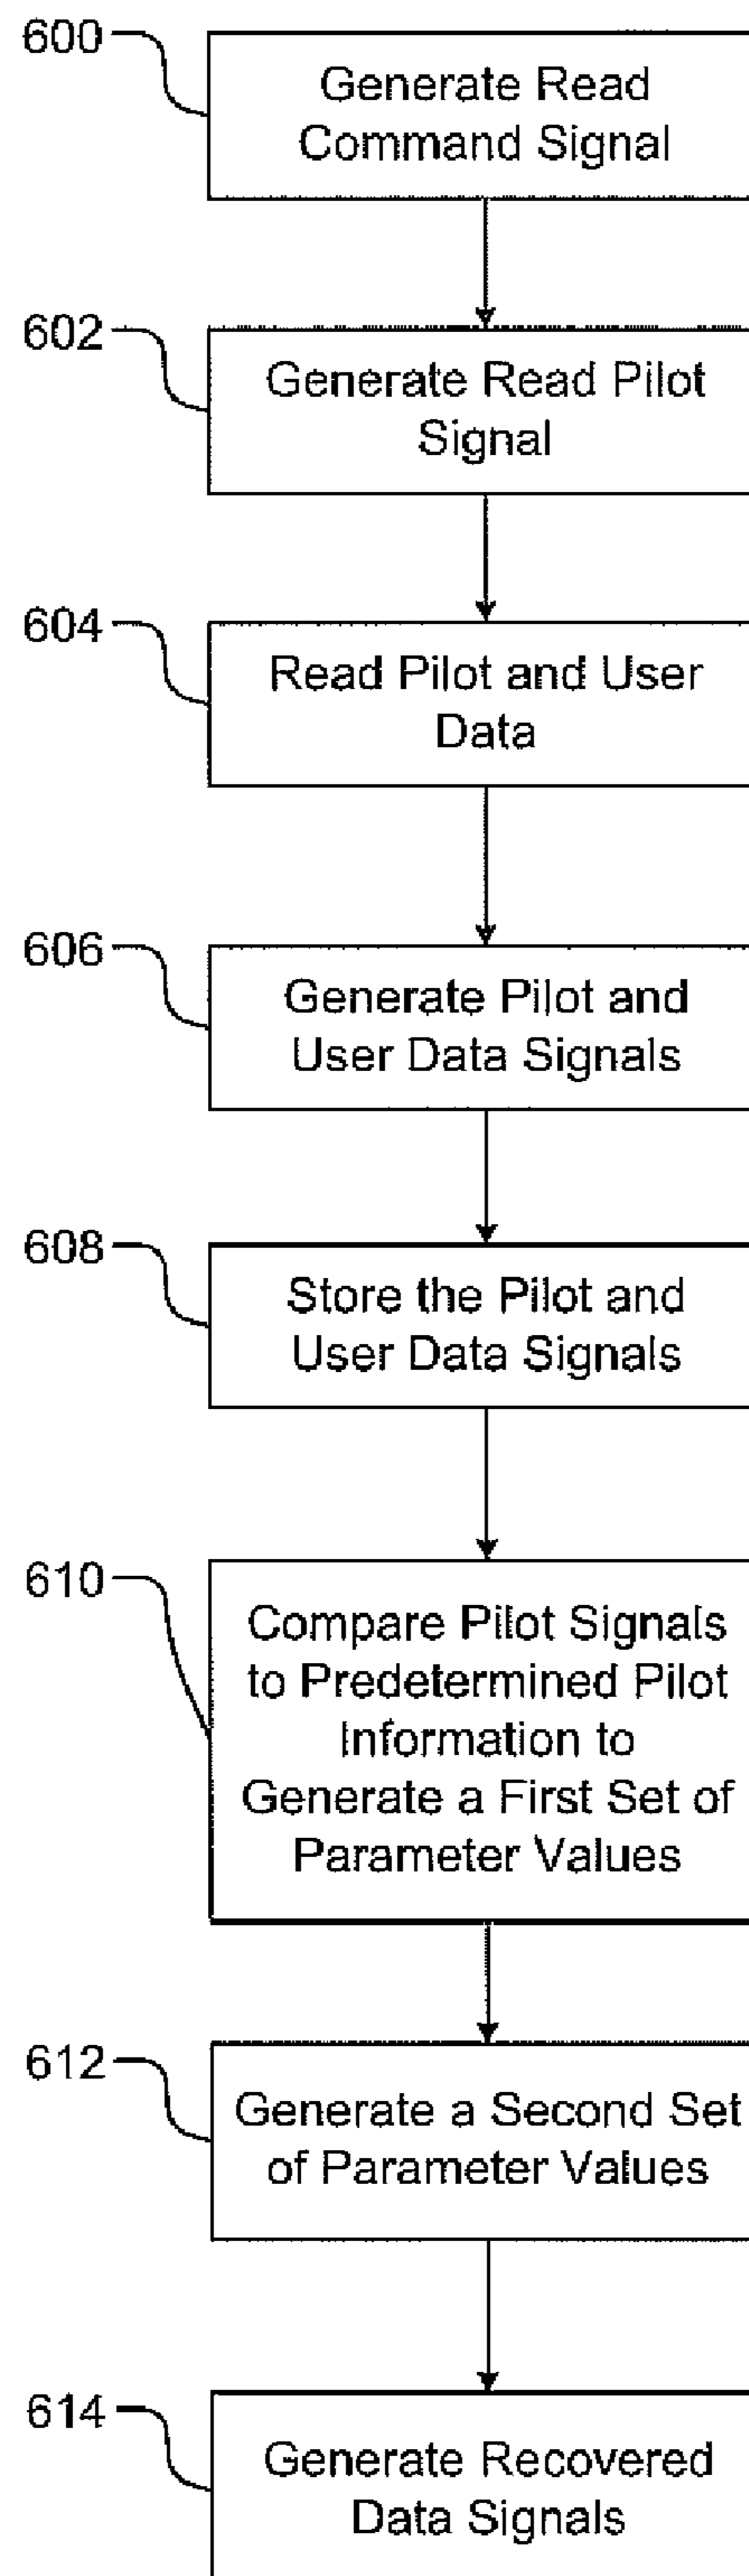 600
Generate Read
Command Signal
602
Generate Read Pilot
Signal
604
Read Pilot and User
Data
606
Generate Pilot and
User Data Signals
608
Store the Pilot and
User Data Signals
610
Compare Pilot Signals
to Predetermined Pilot
Information to
Generate a First Set of
Parameter Values
612
Generate a Second Set
of Parameter Values
614
Generate Recovered
Data Signals